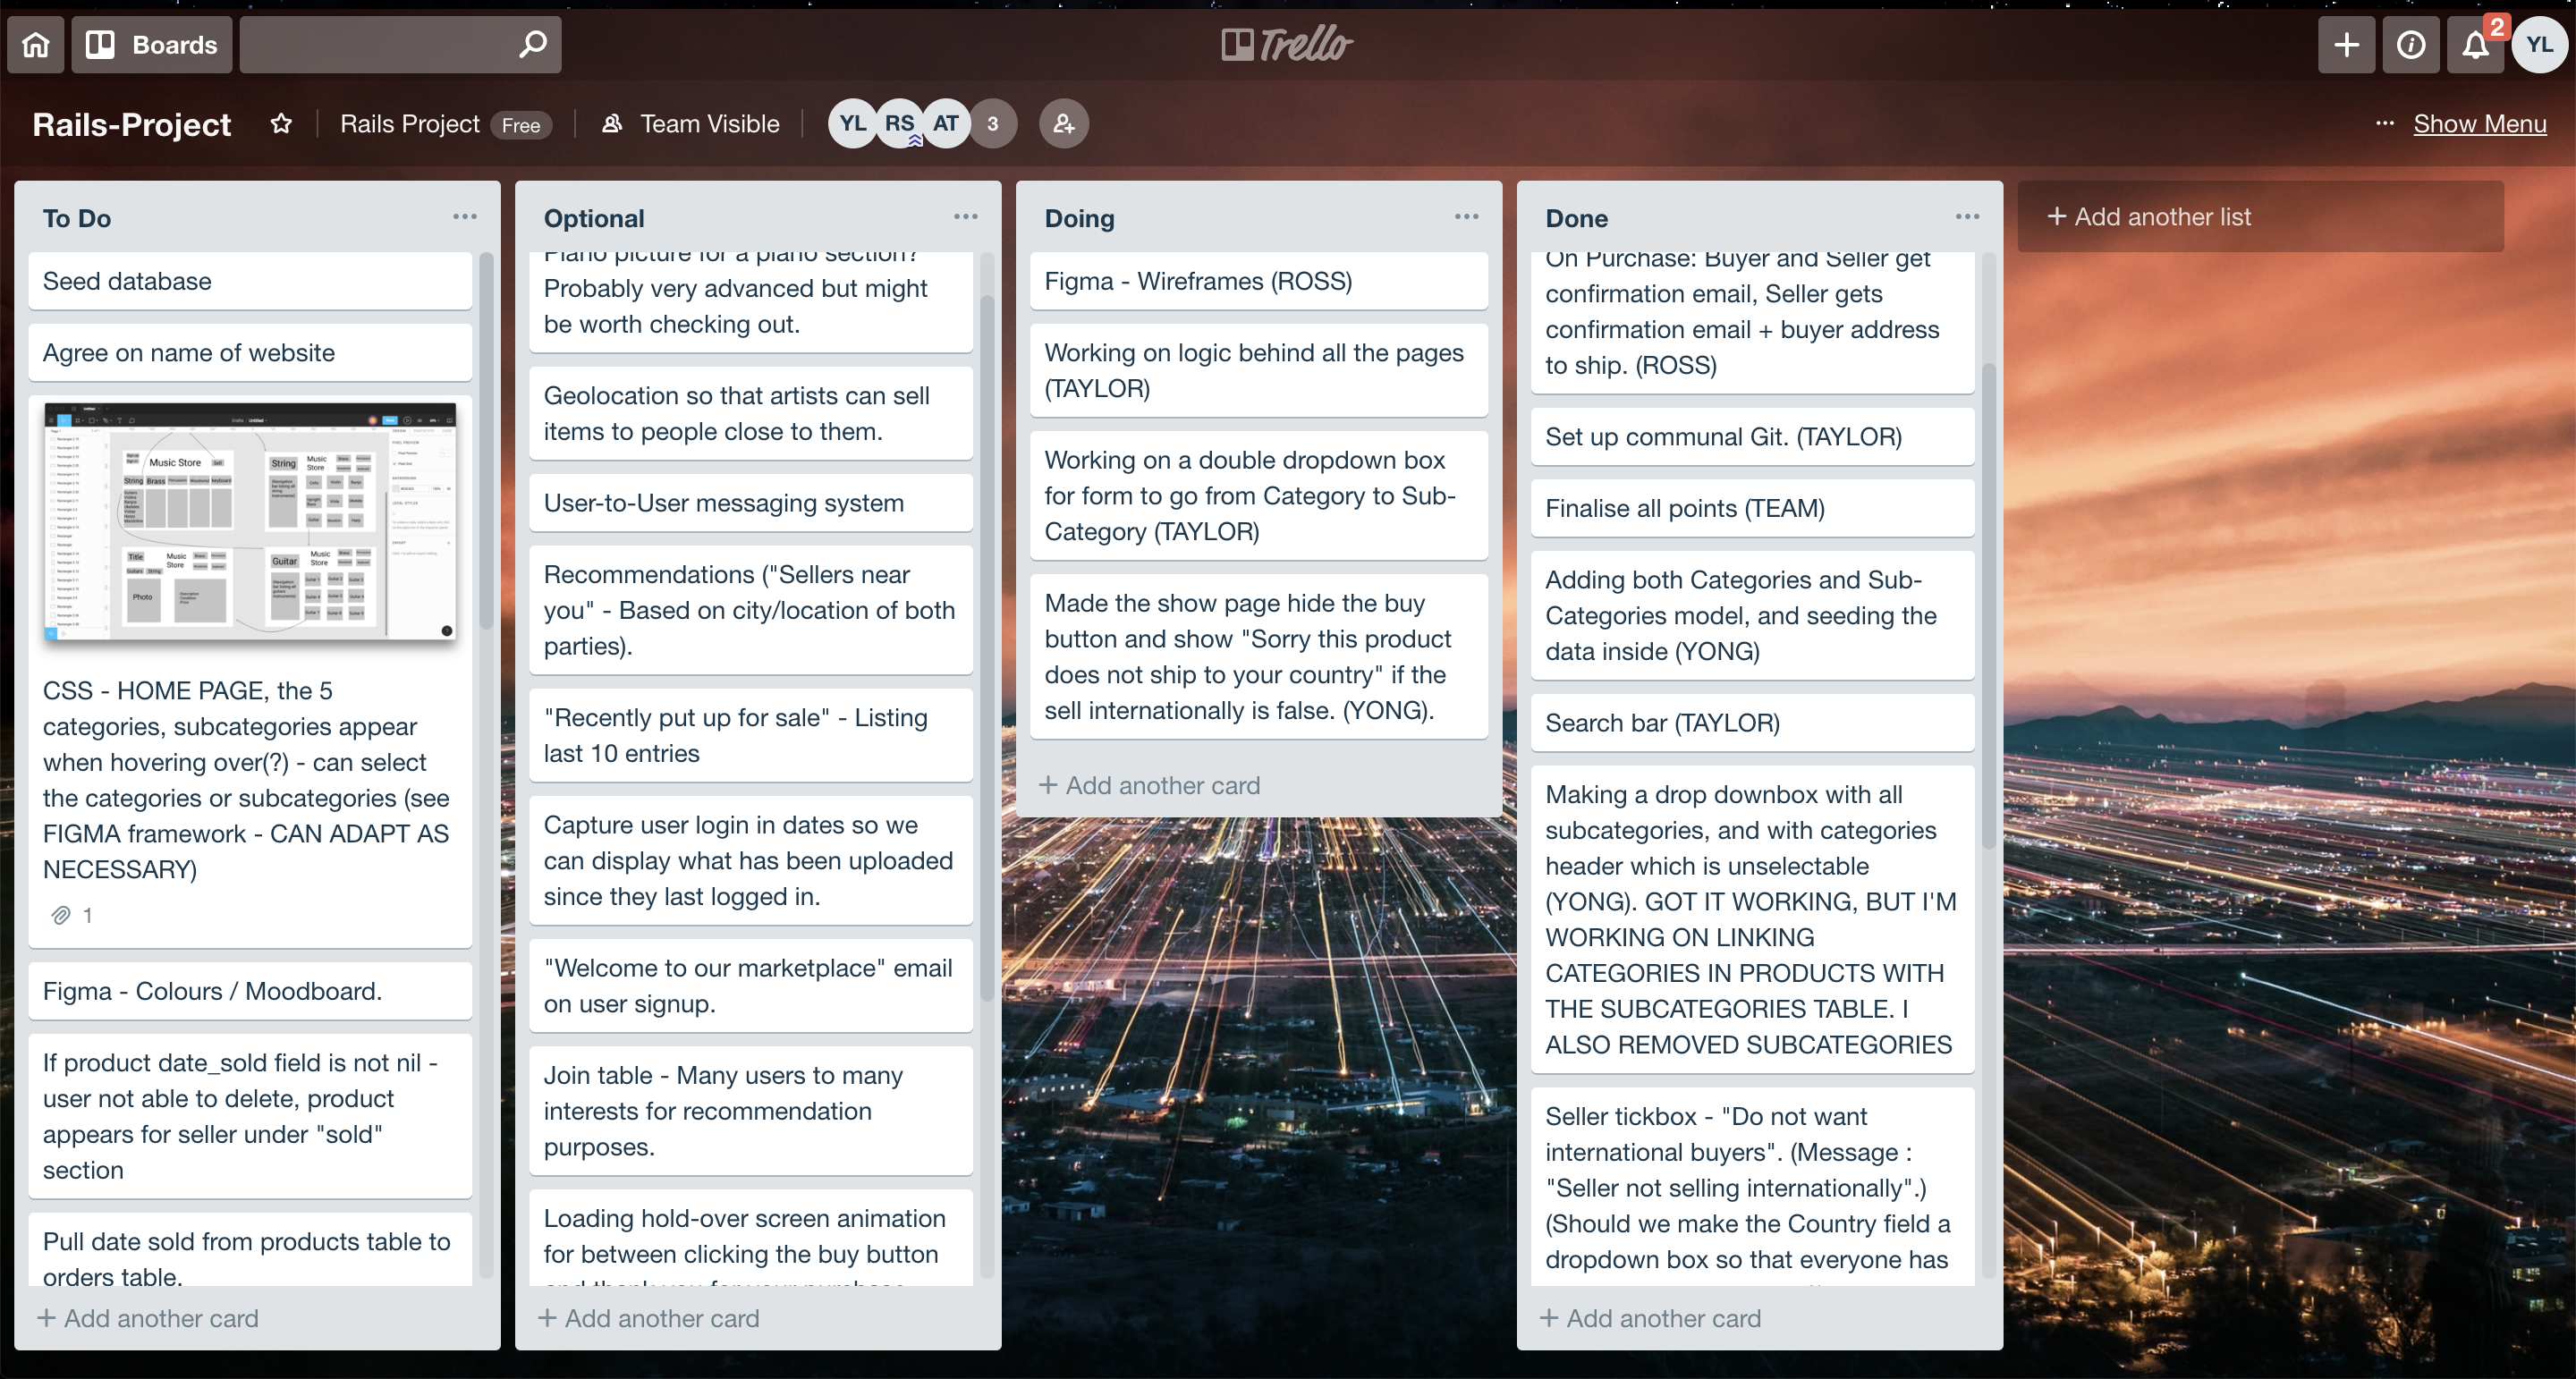 Boards
Trello
2
YL
Rails-Project
Rails Project
Free
Team Visible
YL
RS
AT
3
... Show Menu
To Do
Seed database
Agree on name of website
Music Store
String
Brass
Music
Store
String
Title
Music
Store
Photo
Guitar
Music
Store
CSS - HOME PAGE, the 5
categories, subcategories appear
when hovering over(?) - can select
the categories or subcategories (see
FIGMA framework - CAN ADAPT AS
NECESSARY)
1
Figma - Colours / Moodboard.
If product date_sold field is not nil -
user not able to delete, product
appears for seller under "sold"
section
Pull date sold from products table to
orders table.
+ Add another card
Optional
Piano picture for a piano section?
Probably very advanced but might
be worth checking out.
Geolocation so that artists can sell
items to people close to them.
User-to-User messaging system
Recommendations ("Sellers near
you" - Based on city/location of both
parties).
"Recently put up for sale" - Listing
last 10 entries
Capture user login in dates so we
can display what has been uploaded
since they last logged in.
"Welcome to our marketplace" email
on user signup.
Join table - Many users to many
interests for recommendation
purposes.
Loading hold-over screen animation
for between clicking the buy button
and thank you for your purchase
+ Add another card
Doing
Figma - Wireframes (ROSS)
Working on logic behind all the pages
(TAYLOR)
Working on a double dropdown box
for form to go from Category to Sub-
Category (TAYLOR)
Made the show page hide the buy
button and show "Sorry this product
does not ship to your country" if the
sell internationally is false. (YONG).
+ Add another card
Done
On Purchase: Buyer and Seller get
confirmation email, Seller gets
confirmation email + buyer address
to ship. (ROSS)
Set up communal Git. (TAYLOR)
Finalise all points (TEAM)
Adding both Categories and Sub-
Categories model, and seeding the
data inside (YONG)
Search bar (TAYLOR)
Making a drop downbox with all
subcategories, and with categories
header which is unselectable
(YONG). GOT IT WORKING, BUT I'M
WORKING ON LINKING
CATEGORIES IN PRODUCTS WITH
THE SUBCATEGORIES TABLE. I
ALSO REMOVED SUBCATEGORIES
Seller tickbox - "Do not want
international buyers". (Message :
"Seller not selling internationally".)
(Should we make the Country field a
dropdown box so that everyone has
+ Add another card
+ Add another list